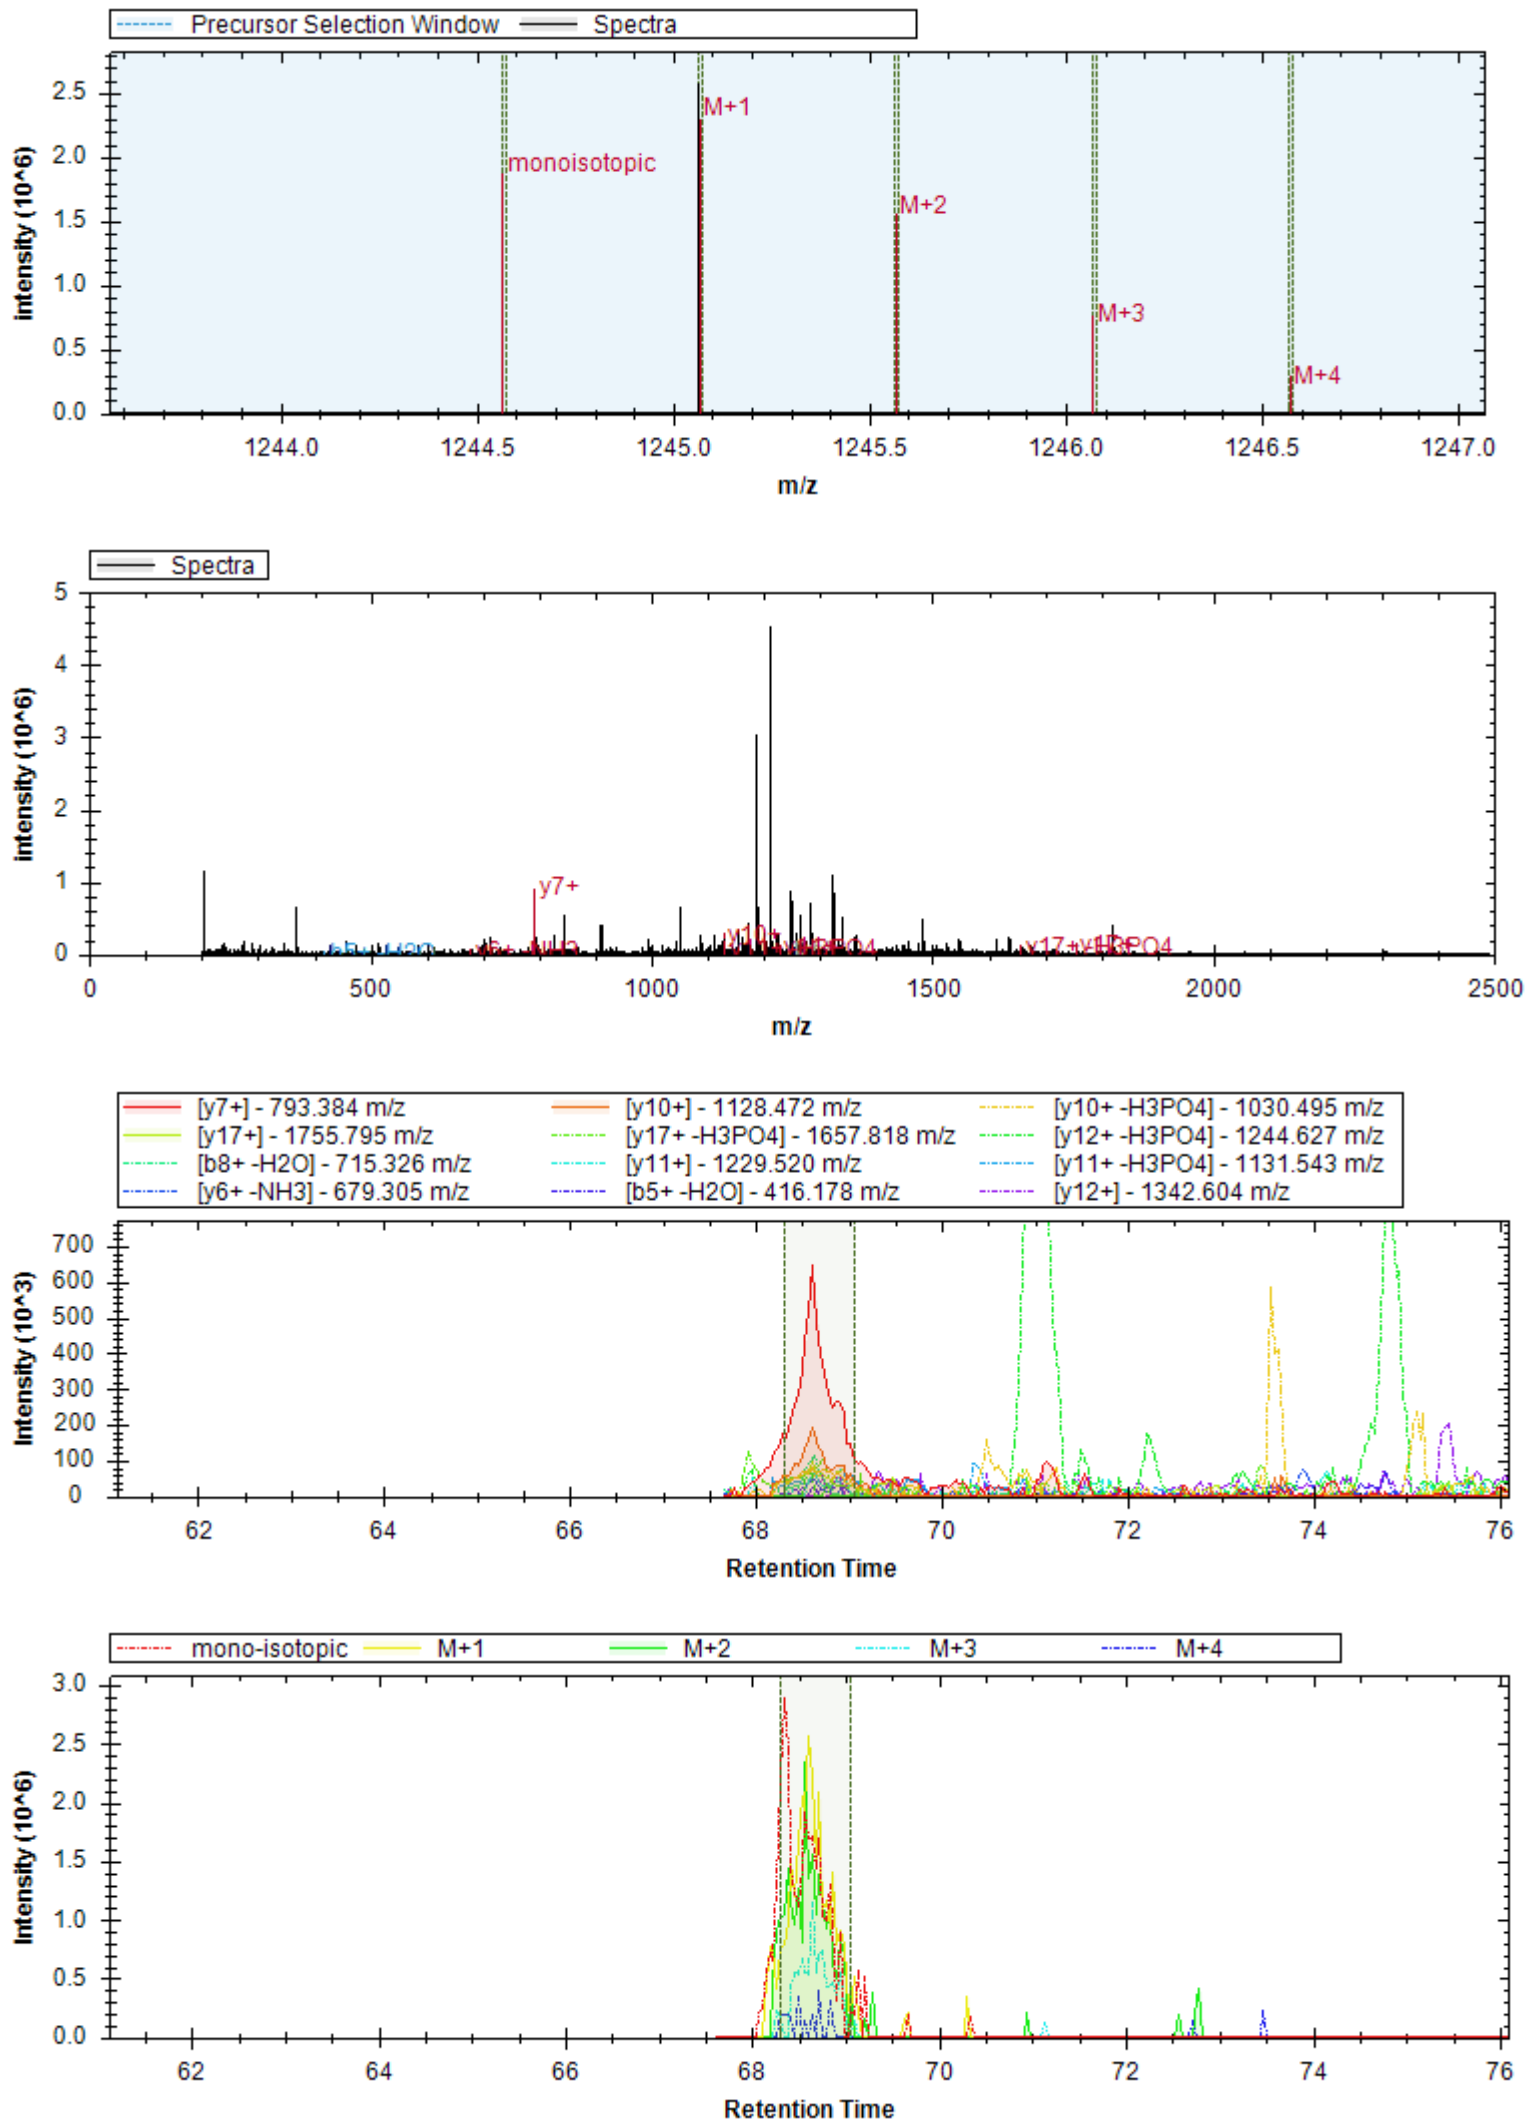 Precursor Selection Window Spectra
intensity (10^6)
2.5
2.0
1.5
1.0
0.5
0.0
monoisotopic
M+1
M+2
M+3
M+4
1244.0 1244.5 1245.0 1245.5 1246.0 1246.5 1247.0
m/z
Spectra
intensity (10^6)
5
4
3
2
1
0
y7+
y10+
0 500 1000 1500 2000 2500
m/z
[y7+] - 793.384 m/z [y10+] - 1128.472 m/z [y10+ -H3PO4] - 1030.495 m/z
[y17+] - 1755.795 m/z [y17+ -H3PO4] - 1657.818 m/z [y12+ -H3PO4] - 1244.627 m/z
[b8+ -H2O] - 715.326 m/z [y11+] - 1229.520 m/z [y11+ -H3PO4] - 1131.543 m/z
[y6+ -NH3] - 679.305 m/z [b5+ -H2O] - 416.178 m/z [y12+] - 1342.604 m/z
Intensity (10^3)
700
600
500
400
300
200
100
0
62 64 66 68 70 72 74 76
Retention Time
mono-isotopic M+1 M+2 M+3 M+4
Intensity (10^6)
3.0
2.5
2.0
1.5
1.0
0.5
0.0
62 64 66 68 70 72 74 76
Retention Time